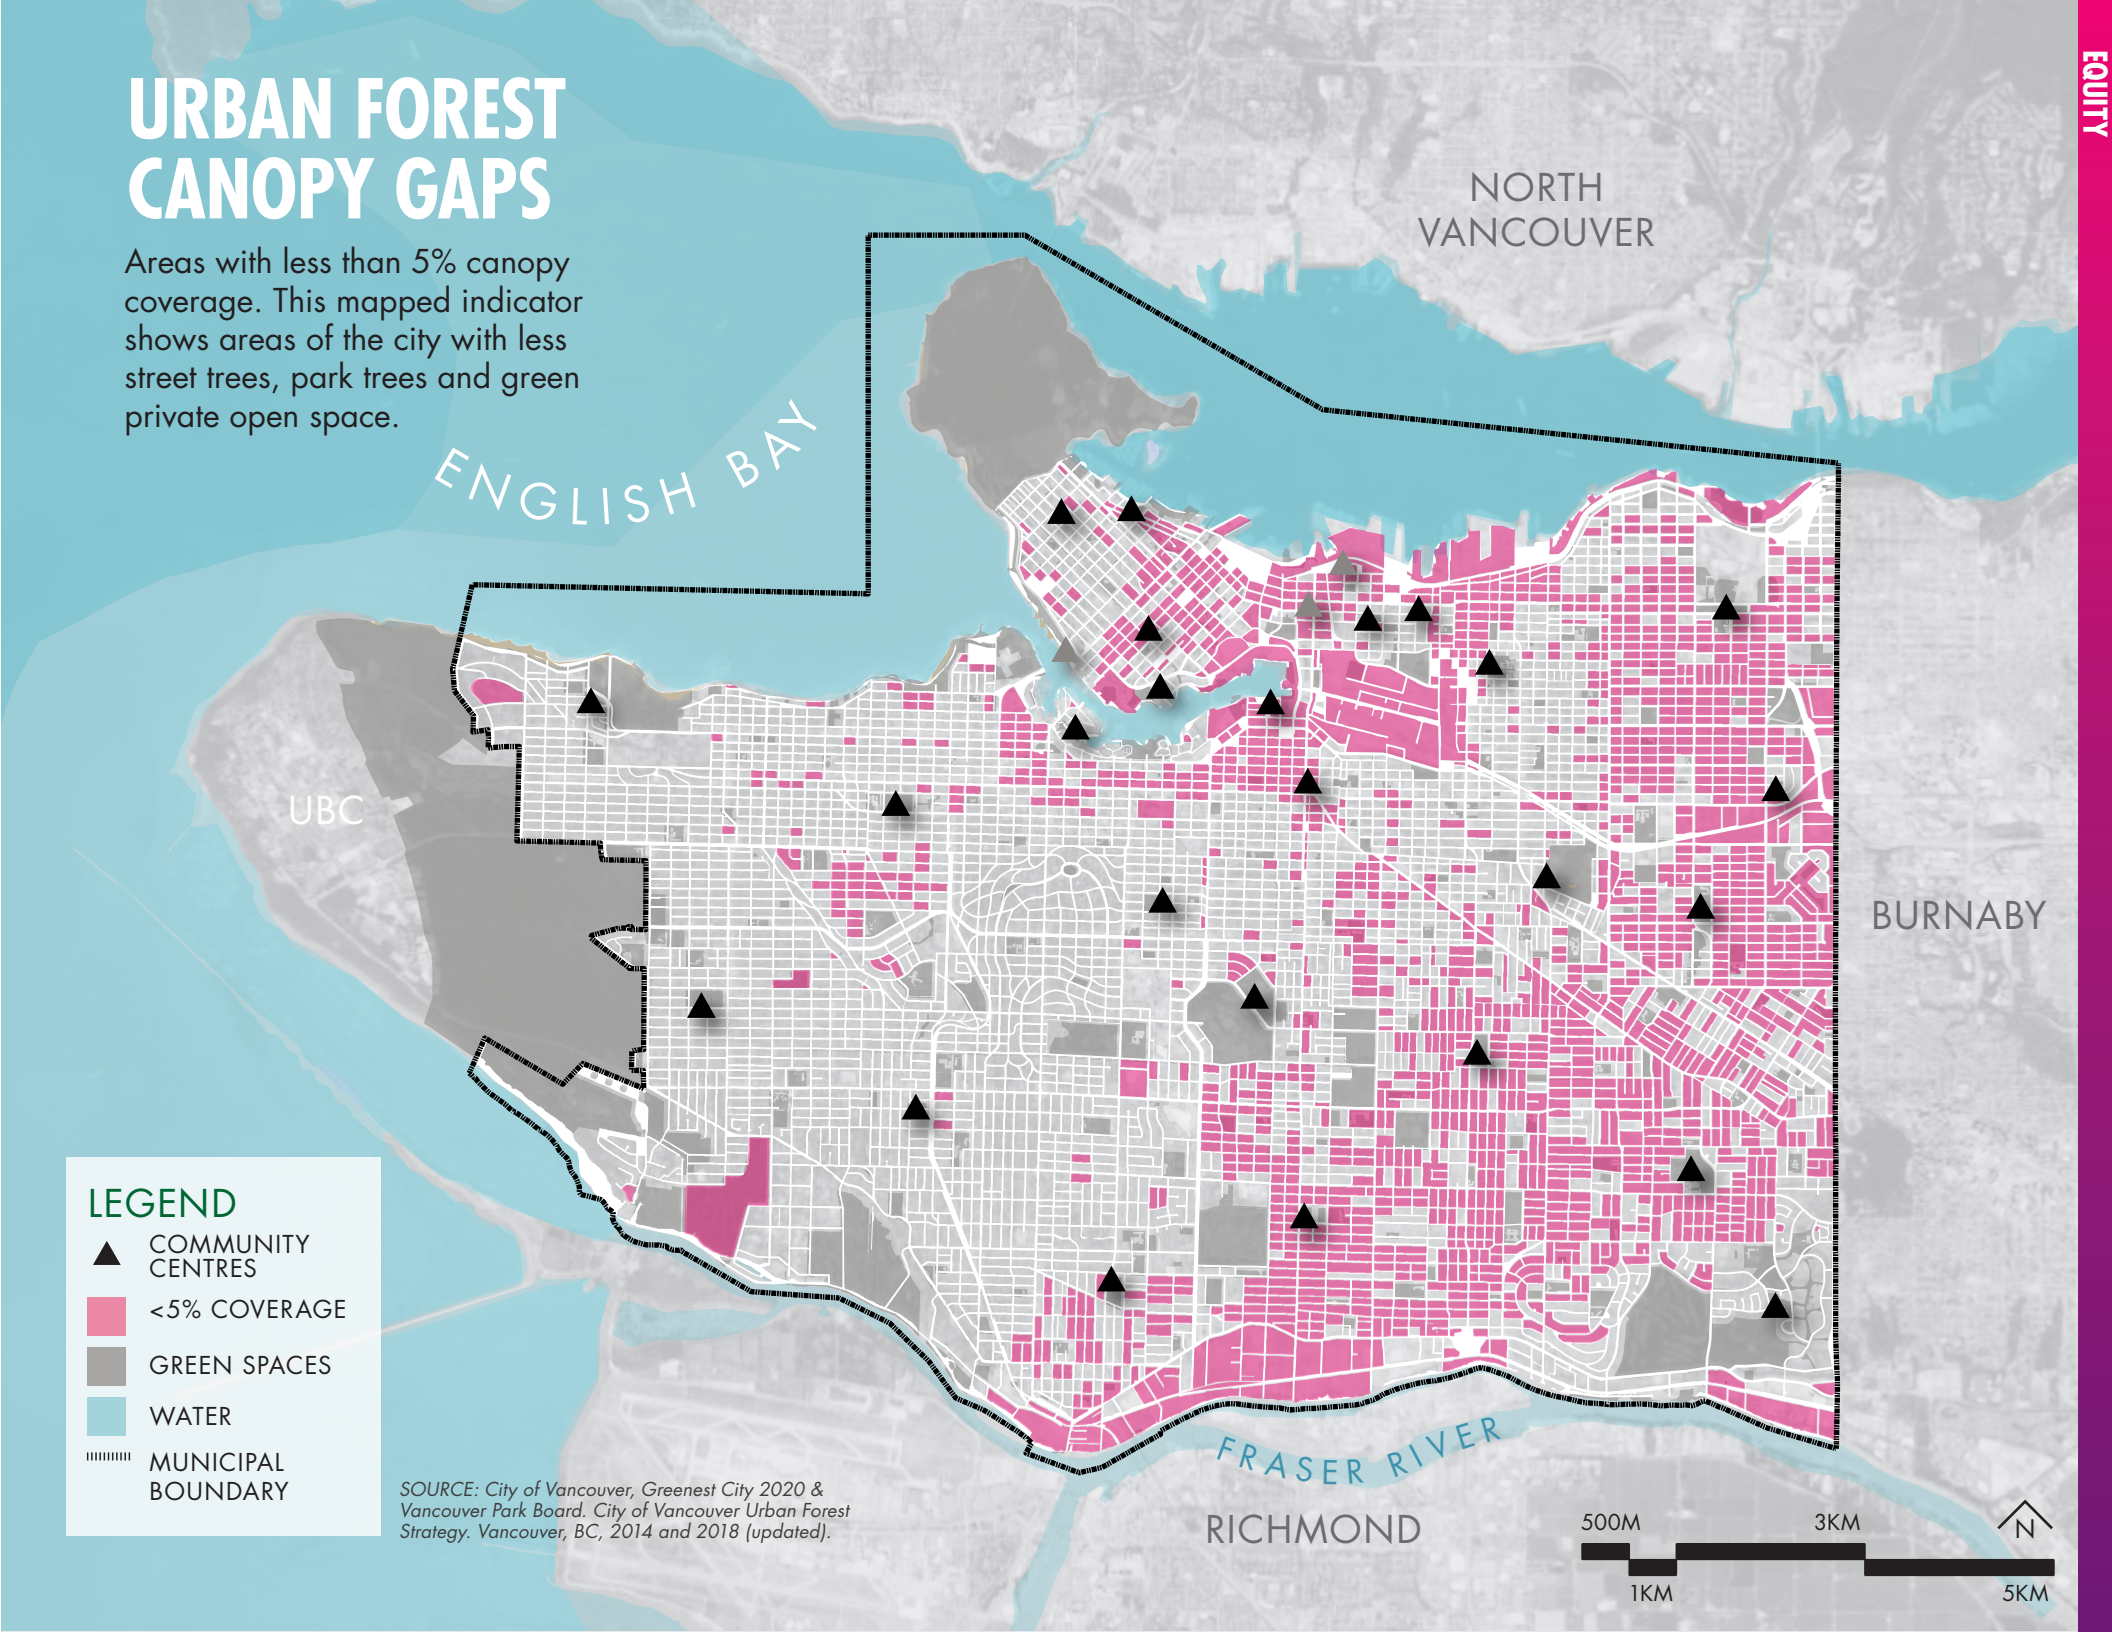 URBAN FOREST
CANOPY GAPS
Areas with less than 5% canopy
coverage. This mapped indicator
shows areas of the city with less
street trees, park trees and green
private open space.
EQUITY
NORTH
VANCOUVER
ENGLISH BAY
UBC
BURNABY
LEGEND
COMMUNITY
CENTRES
<5% COVERAGE
GREEN SPACES
WATER
MUNICIPAL
BOUNDARY
SOURCE: City of Vancouver, Greenest City 2020 &
Vancouver Park Board. City of Vancouver Urban Forest
Strategy. Vancouver, BC, 2014 and 2018 (updated).
FRASER RIVER
RICHMOND
500M 3KM
N
1KM 5KM